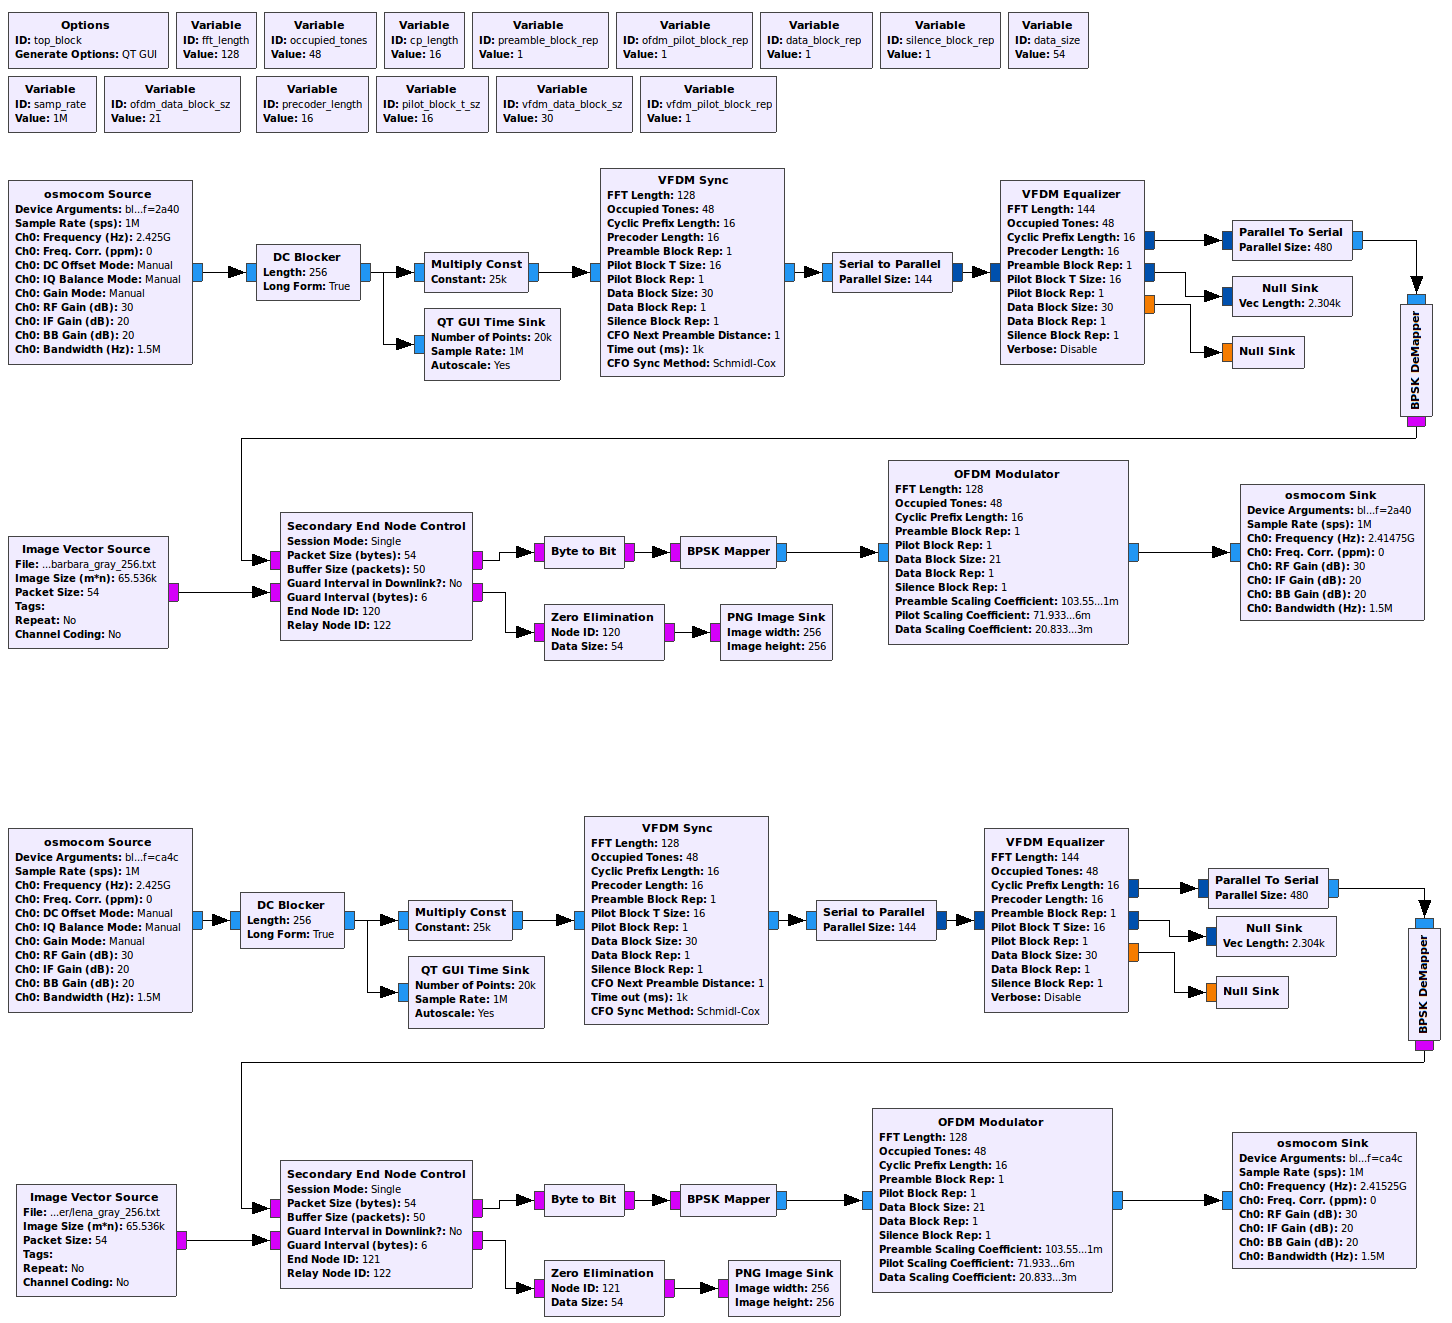 Options
ID: top_block
Generate Options: QT GUI
Variable
ID: fft_length
Value: 128
Variable
ID: occupied_tones
Value: 48
Variable
ID: cp_length
Value: 16
Variable
ID: preamble_block_rep
Value: 1
Variable
ID: ofdm_pilot_block_rep
Value: 1
Variable
ID: data_block_rep
Value: 1
Variable
ID: silence_block_rep
Value: 1
Variable
ID: data_size
Value: 54
Variable
ID: samp_rate
Value: 1M
Variable
ID: ofdm_data_block_sz
Value: 21
Variable
ID: precoder_length
Value: 16
Variable
ID: pilot_block_t_sz
Value: 16
Variable
ID: vfdm_data_block_sz
Value: 30
Variable
ID: vfdm_pilot_block_rep
Value: 1
osmocom Source
Device Arguments: bl...f=2a40
Sample Rate (sps): 1M
Ch0: Frequency (Hz): 2.425G
Ch0: Freq. Corr. (ppm): 0
Ch0: DC Offset Mode: Manual
Ch0: IQ Balance Mode: Manual
Ch0: Gain Mode: Manual
Ch0: RF Gain (dB): 30
Ch0: IF Gain (dB): 20
Ch0: BB Gain (dB): 20
Ch0: Bandwidth (Hz): 1.5M
DC Blocker
Length: 256
Long Form: True
Multiply Const
Constant: 25k
QT GUI Time Sink
Number of Points: 20k
Sample Rate: 1M
Autoscale: Yes
VFDM Sync
FFT Length: 128
Occupied Tones: 48
Cyclic Prefix Length: 16
Precoder Length: 16
Preamble Block Rep: 1
Pilot Block T Size: 16
Pilot Block Rep: 1
Data Block Size: 30
Data Block Rep: 1
Silence Block Rep: 1
CFO Next Preamble Distance: 1
Time out (ms): 1k
CFO Sync Method: Schmidl-Cox
Serial to Parallel
Parallel Size: 144
VFDM Equalizer
FFT Length: 144
Occupied Tones: 48
Cyclic Prefix Length: 16
Precoder Length: 16
Preamble Block Rep: 1
Pilot Block T Size: 16
Pilot Block Rep: 1
Data Block Size: 30
Data Block Rep: 1
Silence Block Rep: 1
Verbose: Disable
Parallel To Serial
Parallel Size: 480
Null Sink
Vec Length: 2.304k
Null Sink
BPSK DeMapper
Image Vector Source
File: ...barbara_gray_256.txt
Image Size (m*n): 65.536k
Packet Size: 54
Tags:
Repeat: No
Channel Coding: No
Secondary End Node Control
Session Mode: Single
Packet Size (bytes): 54
Buffer Size (packets): 50
Guard Interval in Downlink?: No
Guard Interval (bytes): 6
End Node ID: 120
Relay Node ID: 122
Byte to Bit
BPSK Mapper
Zero Elimination
Node ID: 120
Data Size: 54
PNG Image Sink
Image width: 256
Image height: 256
OFDM Modulator
FFT Length: 128
Occupied Tones: 48
Cyclic Prefix Length: 16
Preamble Block Rep: 1
Pilot Block Rep: 1
Data Block Size: 21
Data Block Rep: 1
Silence Block Rep: 1
Preamble Scaling Coefficient: 103.55...1m
Pilot Scaling Coefficient: 71.933...6m
Data Scaling Coefficient: 20.833...3m
osmocom Sink
Device Arguments: bl...f=2a40
Sample Rate (sps): 1M
Ch0: Frequency (Hz): 2.41475G
Ch0: Freq. Corr. (ppm): 0
Ch0: RF Gain (dB): 30
Ch0: IF Gain (dB): 20
Ch0: BB Gain (dB): 20
Ch0: Bandwidth (Hz): 1.5M
osmocom Source
Device Arguments: bl...f=ca4c
Sample Rate (sps): 1M
Ch0: Frequency (Hz): 2.425G
Ch0: Freq. Corr. (ppm): 0
Ch0: DC Offset Mode: Manual
Ch0: IQ Balance Mode: Manual
Ch0: Gain Mode: Manual
Ch0: RF Gain (dB): 30
Ch0: IF Gain (dB): 20
Ch0: BB Gain (dB): 20
Ch0: Bandwidth (Hz): 1.5M
DC Blocker
Length: 256
Long Form: True
Multiply Const
Constant: 25k
QT GUI Time Sink
Number of Points: 20k
Sample Rate: 1M
Autoscale: Yes
VFDM Sync
FFT Length: 128
Occupied Tones: 48
Cyclic Prefix Length: 16
Precoder Length: 16
Preamble Block Rep: 1
Pilot Block T Size: 16
Pilot Block Rep: 1
Data Block Size: 30
Data Block Rep: 1
Silence Block Rep: 1
CFO Next Preamble Distance: 1
Time out (ms): 1k
CFO Sync Method: Schmidl-Cox
Serial to Parallel
Parallel Size: 144
VFDM Equalizer
FFT Length: 144
Occupied Tones: 48
Cyclic Prefix Length: 16
Precoder Length: 16
Preamble Block Rep: 1
Pilot Block T Size: 16
Pilot Block Rep: 1
Data Block Size: 30
Data Block Rep: 1
Silence Block Rep: 1
Verbose: Disable
Parallel To Serial
Parallel Size: 480
Null Sink
Vec Length: 2.304k
Null Sink
BPSK DeMapper
Image Vector Source
File: ...er/lena_gray_256.txt
Image Size (m*n): 65.536k
Packet Size: 54
Tags:
Repeat: No
Channel Coding: No
Secondary End Node Control
Session Mode: Single
Packet Size (bytes): 54
Buffer Size (packets): 50
Guard Interval in Downlink?: No
Guard Interval (bytes): 6
End Node ID: 121
Relay Node ID: 122
Byte to Bit
BPSK Mapper
Zero Elimination
Node ID: 121
Data Size: 54
PNG Image Sink
Image width: 256
Image height: 256
OFDM Modulator
FFT Length: 128
Occupied Tones: 48
Cyclic Prefix Length: 16
Preamble Block Rep: 1
Pilot Block Rep: 1
Data Block Size: 21
Data Block Rep: 1
Silence Block Rep: 1
Preamble Scaling Coefficient: 103.55...1m
Pilot Scaling Coefficient: 71.933...6m
Data Scaling Coefficient: 20.833...3m
osmocom Sink
Device Arguments: bl...f=ca4c
Sample Rate (sps): 1M
Ch0: Frequency (Hz): 2.41525G
Ch0: Freq. Corr. (ppm): 0
Ch0: RF Gain (dB): 30
Ch0: IF Gain (dB): 20
Ch0: BB Gain (dB): 20
Ch0: Bandwidth (Hz): 1.5M